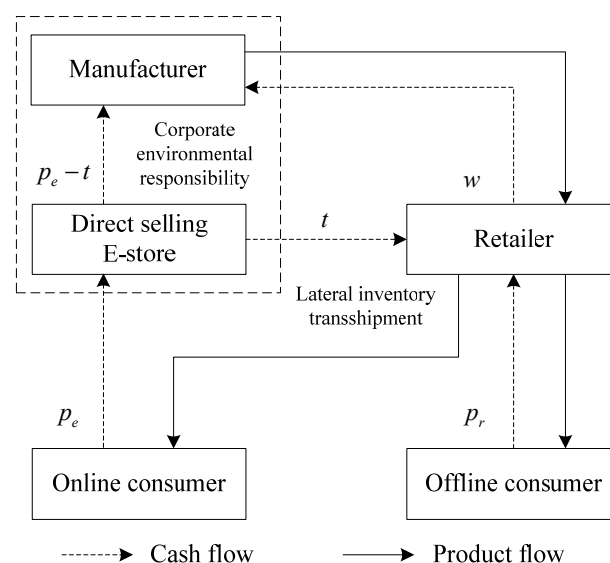 Manufacturer
Corporate
environmental
responsibility
p_e − t
w
Direct selling
E-store
t
Retailer
Lateral inventory
transshipment
p_e
p_r
Online consumer
Offline consumer
Cash flow
Product flow